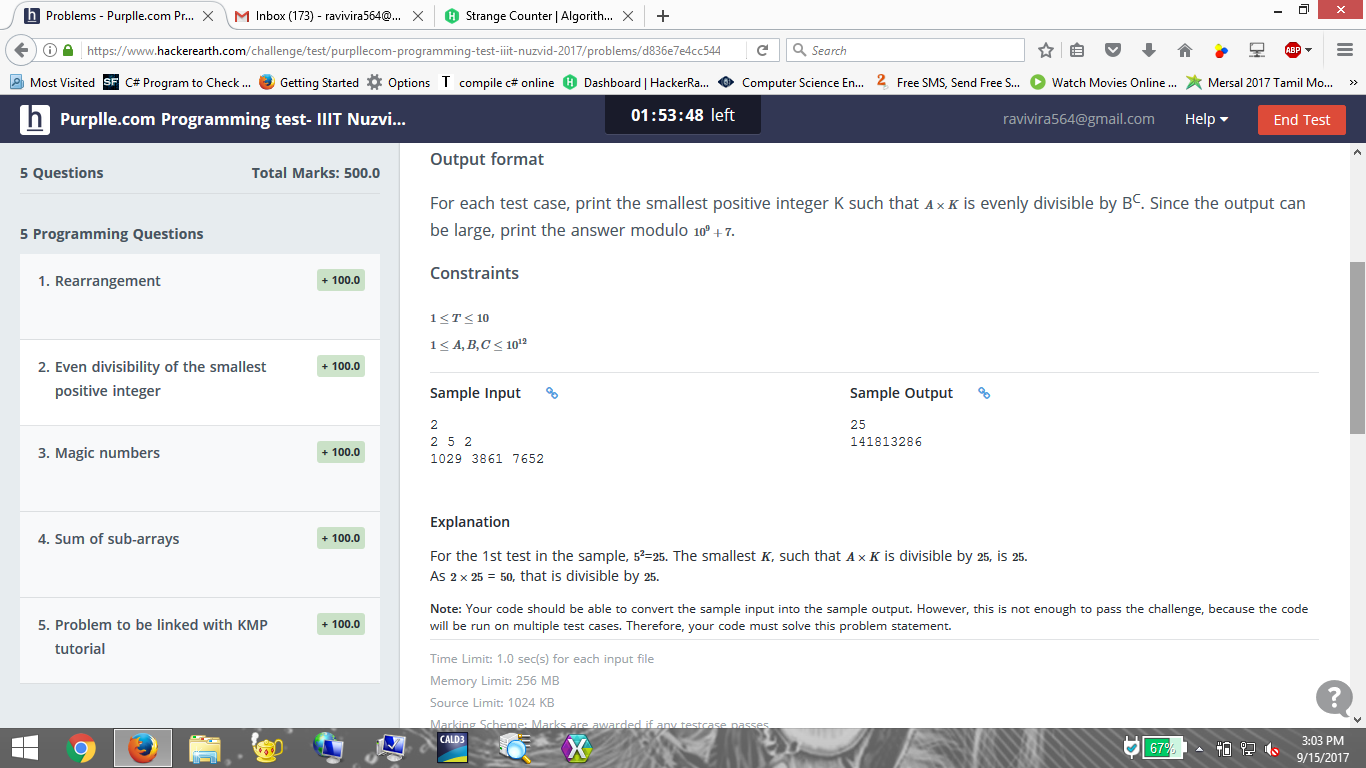 Problems - Purplle.com Pr...
Inbox (173) - ravivira564@...
Strange Counter | Algorith...
https://www.hackerearth.com/challenge/test/purpllecom-programming-test-iiit-nuzvid-2017/problems/d836e7e4cc544
Search
ABP
Most Visited
SF C# Program to Check ...
Getting Started
Options
T compile c# online
Dashboard | HackerRa...
Computer Science En...
2 Free SMS, Send Free S...
Watch Movies Online ...
Mersal 2017 Tamil Mo...
h Purplle.com Programming test- IIIT Nuzvi...
01:53:48 left
ravivira564@gmail.com
Help
End Test
5 Questions Total Marks: 500.0
5 Programming Questions
1. Rearrangement + 100.0
2. Even divisibility of the smallest + 100.0
positive integer
3. Magic numbers + 100.0
4. Sum of sub-arrays + 100.0
5. Problem to be linked with KMP + 100.0
tutorial
Output format
For each test case, print the smallest positive integer K such that A × K is evenly divisible by B^C. Since the output can
be large, print the answer modulo 10⁹ + 7.
Constraints
1 ≤ T ≤ 10
1 ≤ A, B, C ≤ 10¹²
Sample Input Sample Output
2 25
2 5 2 141813286
1029 3861 7652
Explanation
For the 1st test in the sample, 5²=25. The smallest K, such that A × K is divisible by 25, is 25.
As 2 × 25 = 50, that is divisible by 25.
Note: Your code should be able to convert the sample input into the sample output. However, this is not enough to pass the challenge, because the code
will be run on multiple test cases. Therefore, your code must solve this problem statement.
Time Limit: 1.0 sec(s) for each input file
Memory Limit: 256 MB
Source Limit: 1024 KB
Marking Scheme: Marks are awarded if any testcase passes
?
CALD3
67%
3:03 PM
9/15/2017